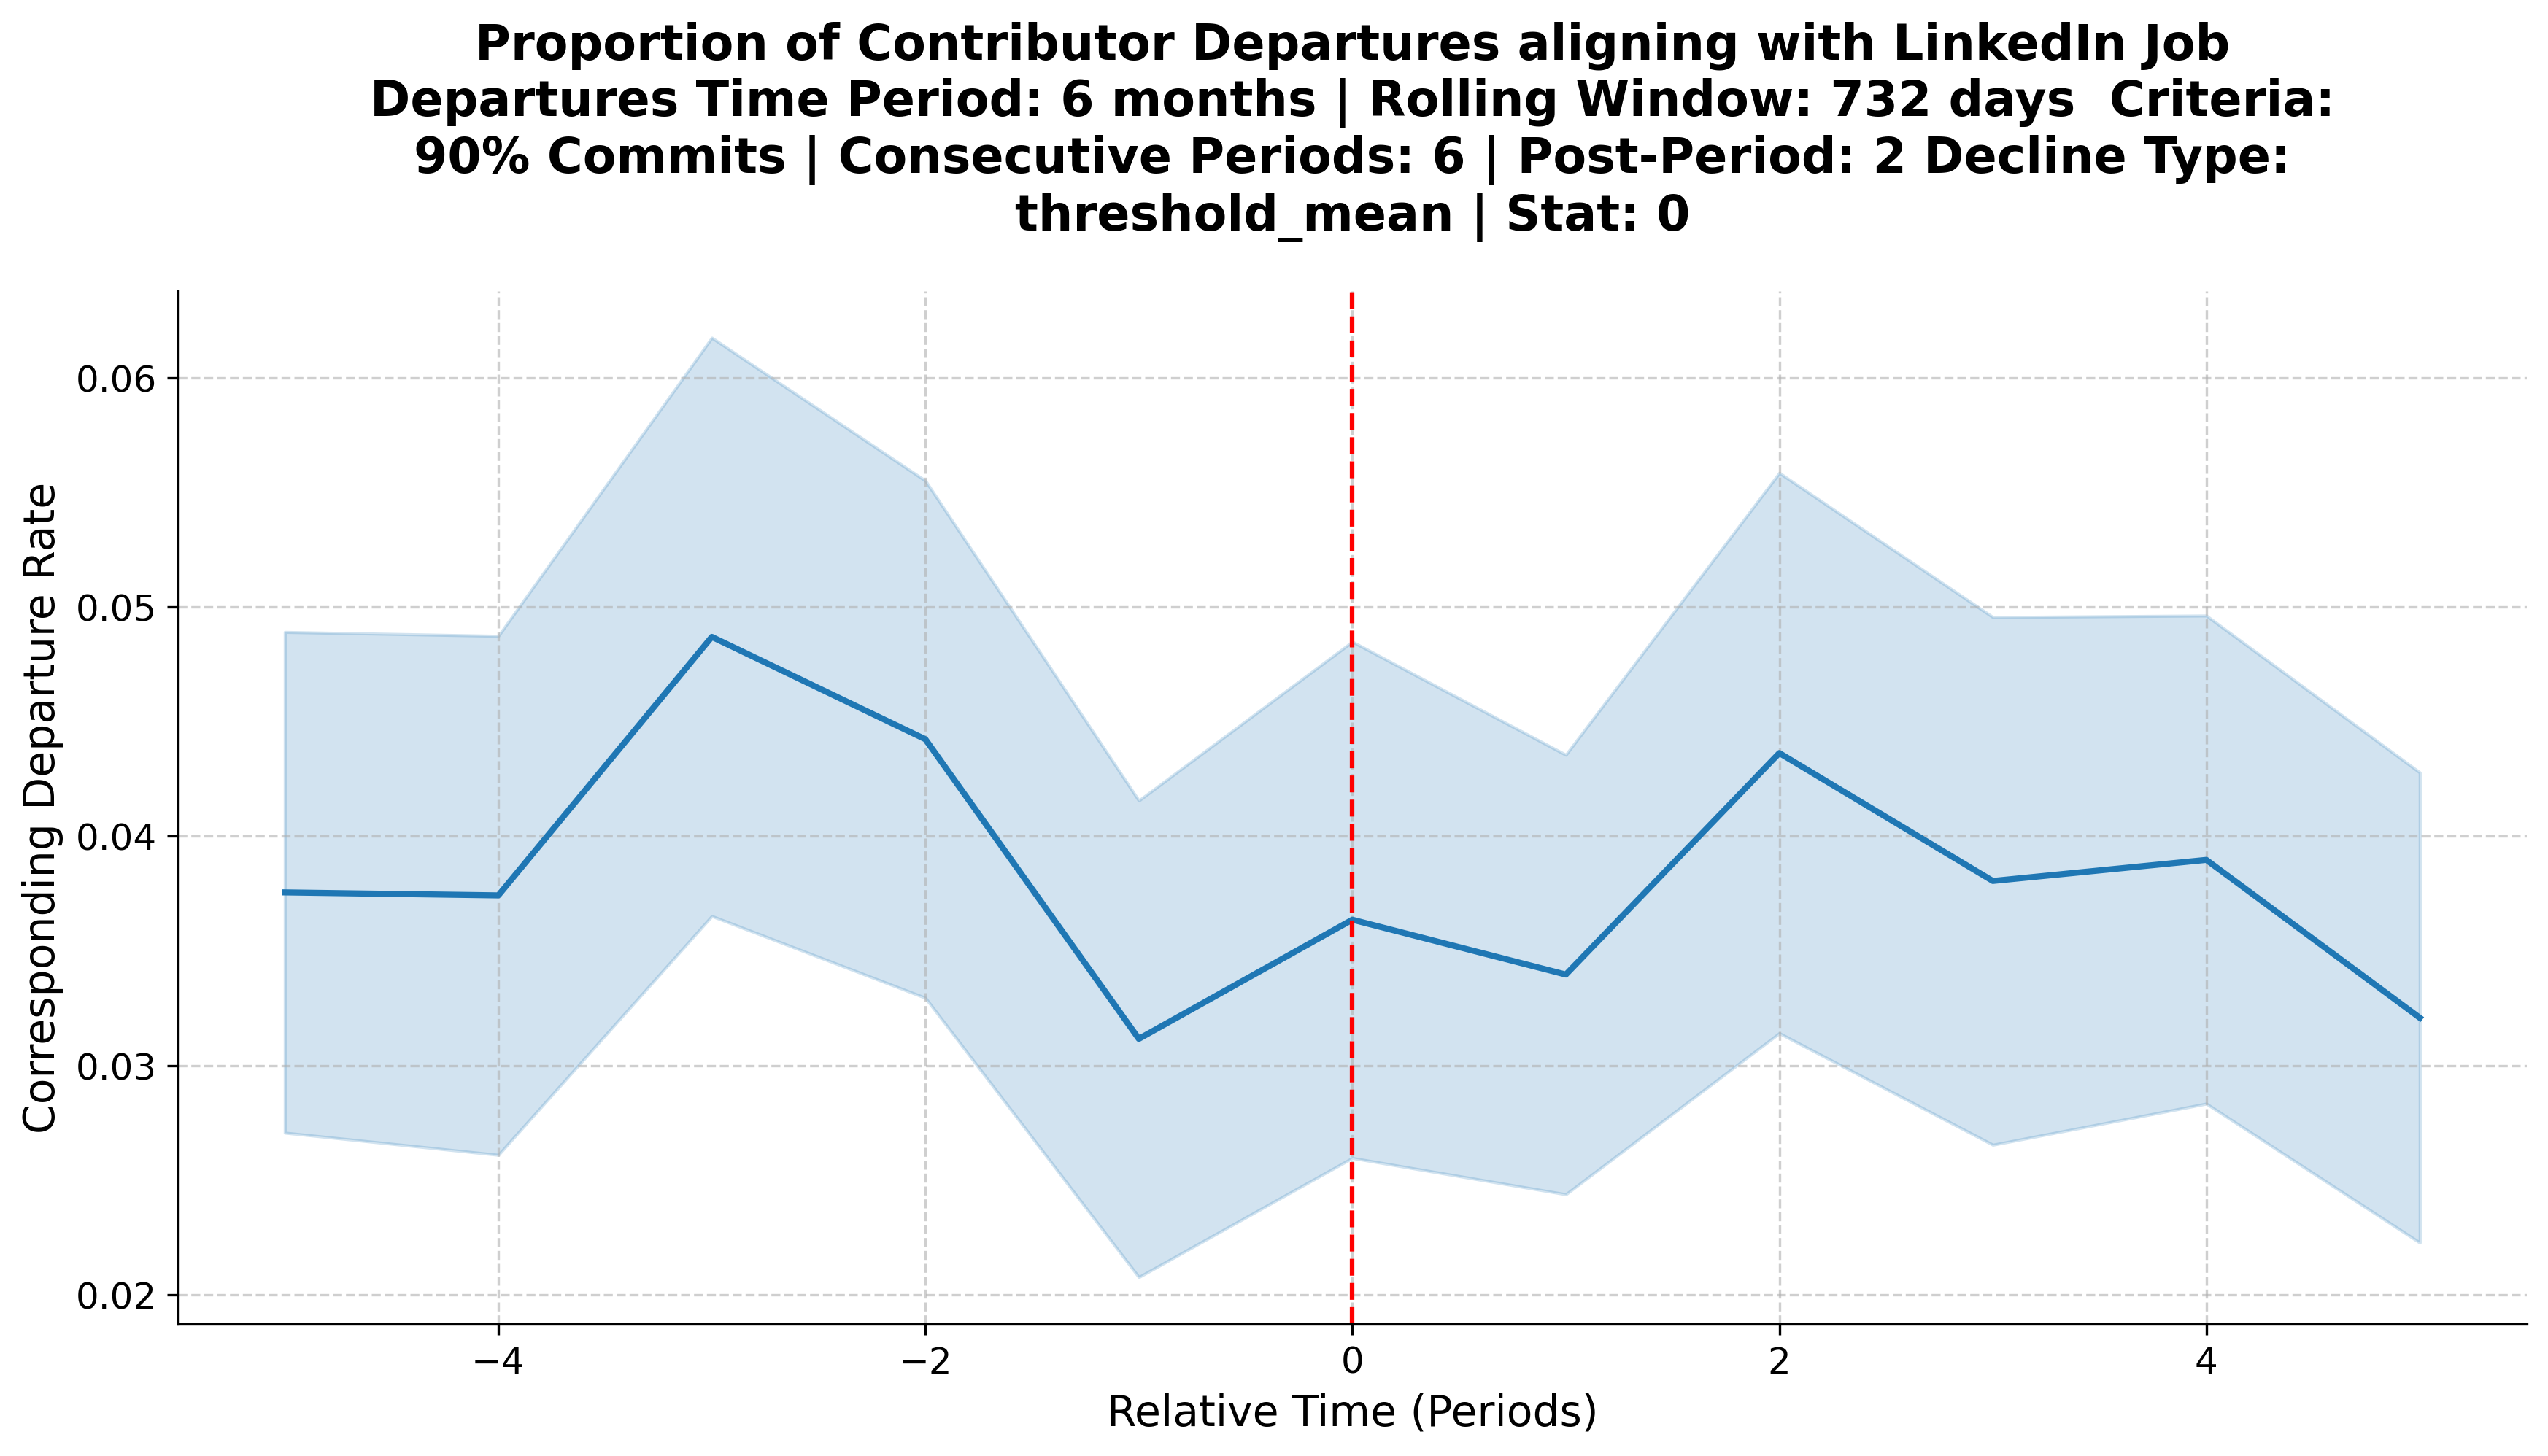 Proportion of Contributor Departures aligning with LinkedIn Job
Departures Time Period: 6 months | Rolling Window: 732 days  Criteria:
90% Commits | Consecutive Periods: 6 | Post-Period: 2 Decline Type:
threshold_mean | Stat: 0
Corresponding Departure Rate
0.06
0.05
0.04
0.03
0.02
−4
−2
0
2
4
Relative Time (Periods)